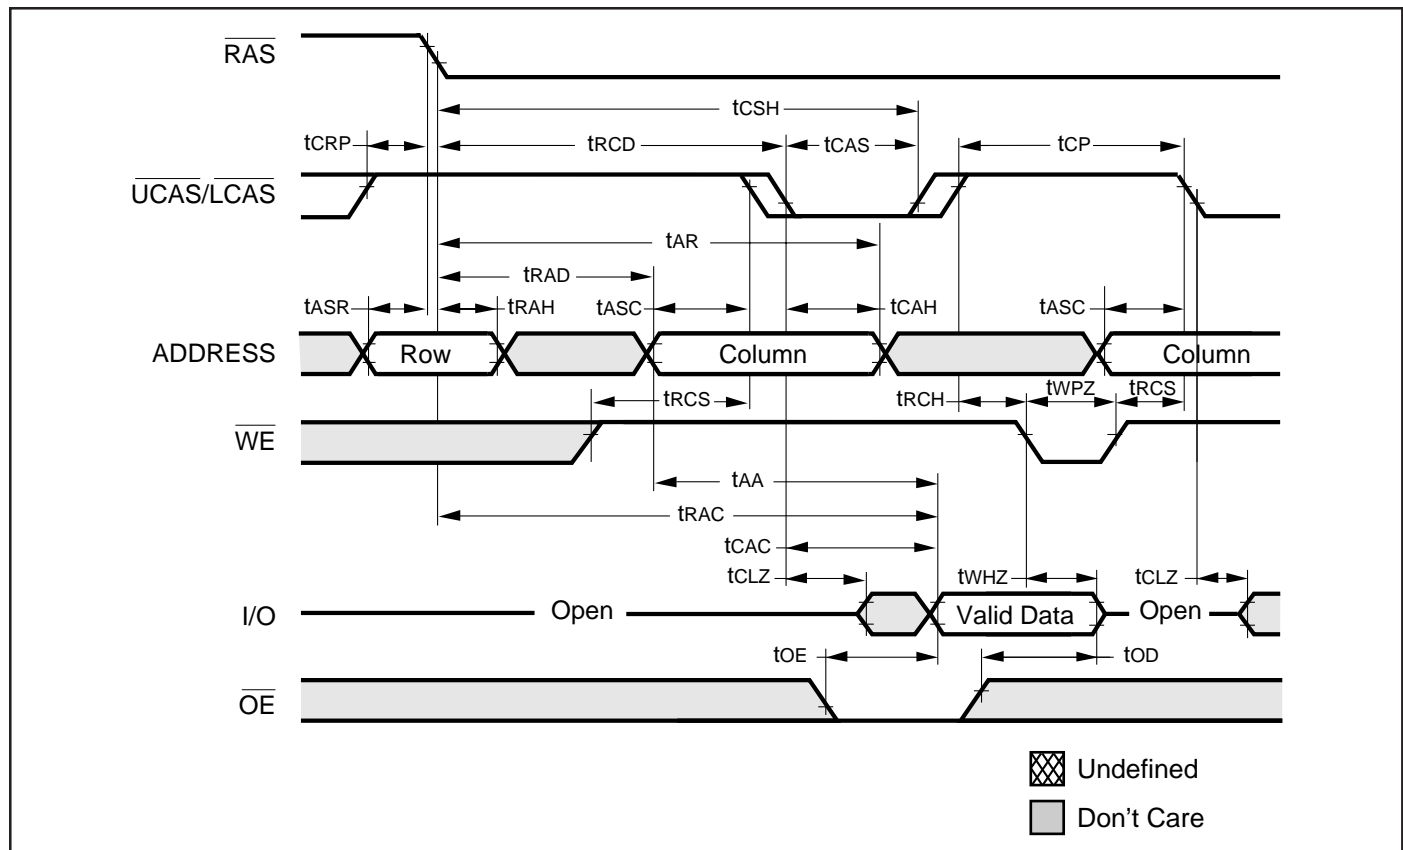 RAS
tCSH
tCRP
tRCD
tCAS
tCP
UCAS/LCAS
tAR
tRAD
tASR
tRAH
tASC
tCAH
tASC
ADDRESS
Row
Column
Column
tRCS
tRCH
tWPZ
tRCS
WE
tAA
tRAC
tCAC
tCLZ
tWHZ
tCLZ
I/O
Open
Valid Data
Open
tOE
tOD
OE
Undefined
Don't Care